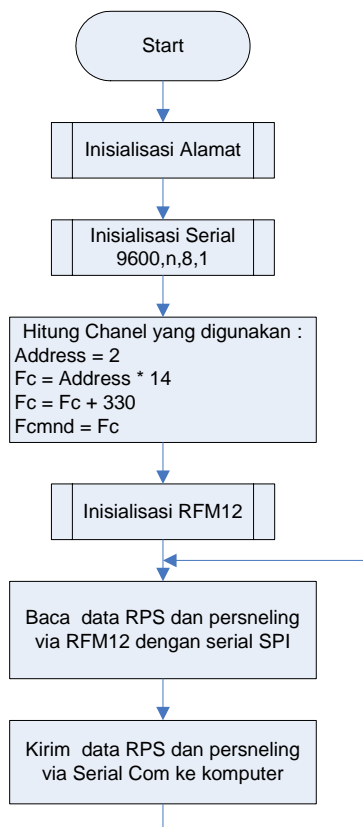 Start
Inisialisasi Alamat
Inisialisasi Serial
9600,n,8,1
Hitung Chanel yang digunakan :
Address = 2
Fc = Address * 14
Fc = Fc + 330
Fcmnd = Fc
Inisialisasi RFM12
Baca data RPS dan persneling
via RFM12 dengan serial SPI
Kirim data RPS dan persneling
via Serial Com ke komputer